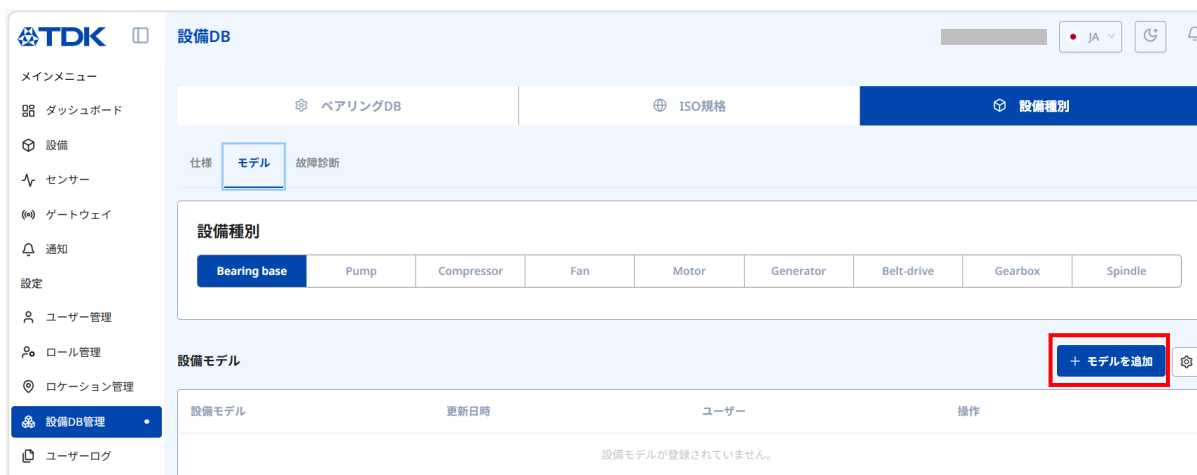 TDK
設備DB
JA
メインメニュー
ダッシュボード
設備
センサー
ゲートウェイ
通知
設定
ユーザー管理
ロール管理
ロケーション管理
設備DB管理
ユーザーログ
ベアリングDB
ISO規格
設備種別
仕様
モデル
故障診断
設備種別
Bearing base
Pump
Compressor
Fan
Motor
Generator
Belt-drive
Gearbox
Spindle
設備モデル
+ モデルを追加
設備モデル
更新日時
ユーザー
操作
設備モデルが登録されていません。